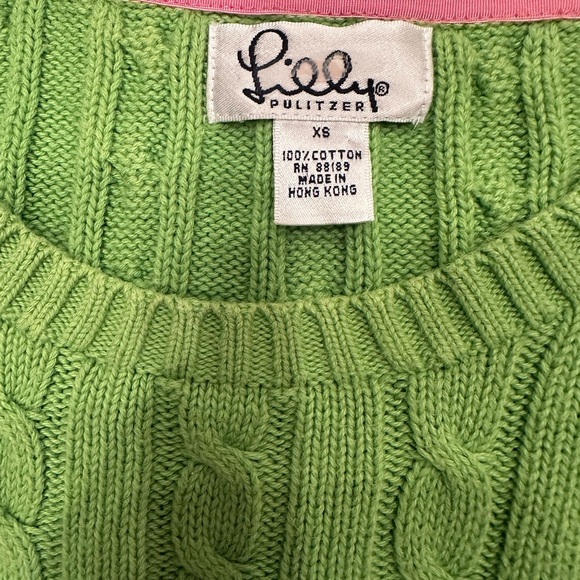 Lilly®
PULITZER
XS
100% COTTON
RN 88189
MADE IN
HONG KONG